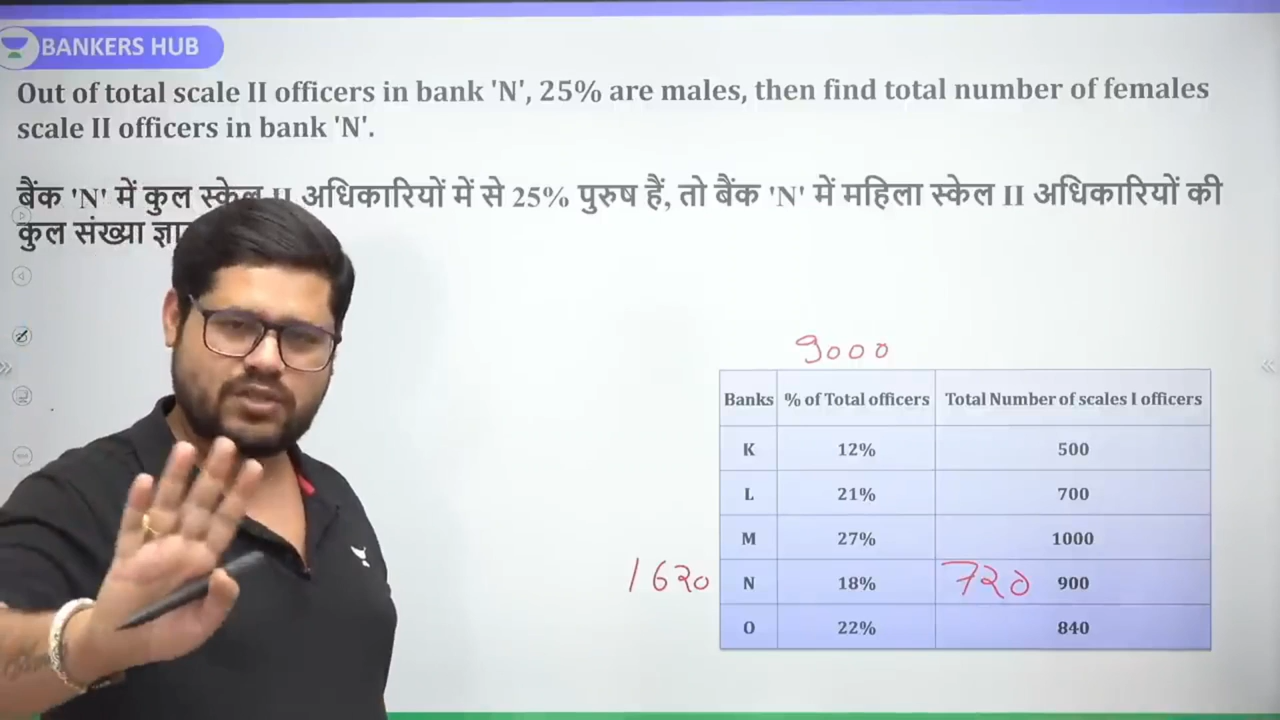 BANKERS HUB
Out of total scale II officers in bank 'N', 25% are males, then find total number of females
scale II officers in bank 'N'.
बैंक 'N' में कुल स्केल II अधिकारियों में से 25% पुरुष हैं, तो बैंक 'N' में महिला स्केल II अधिकारियों की
कुल संख्या
9000
Banks % of Total officers Total Number of scales I officers
K 12% 500
L 21% 700
M 27% 1000
1620 N 18% 720 900
O 22% 840